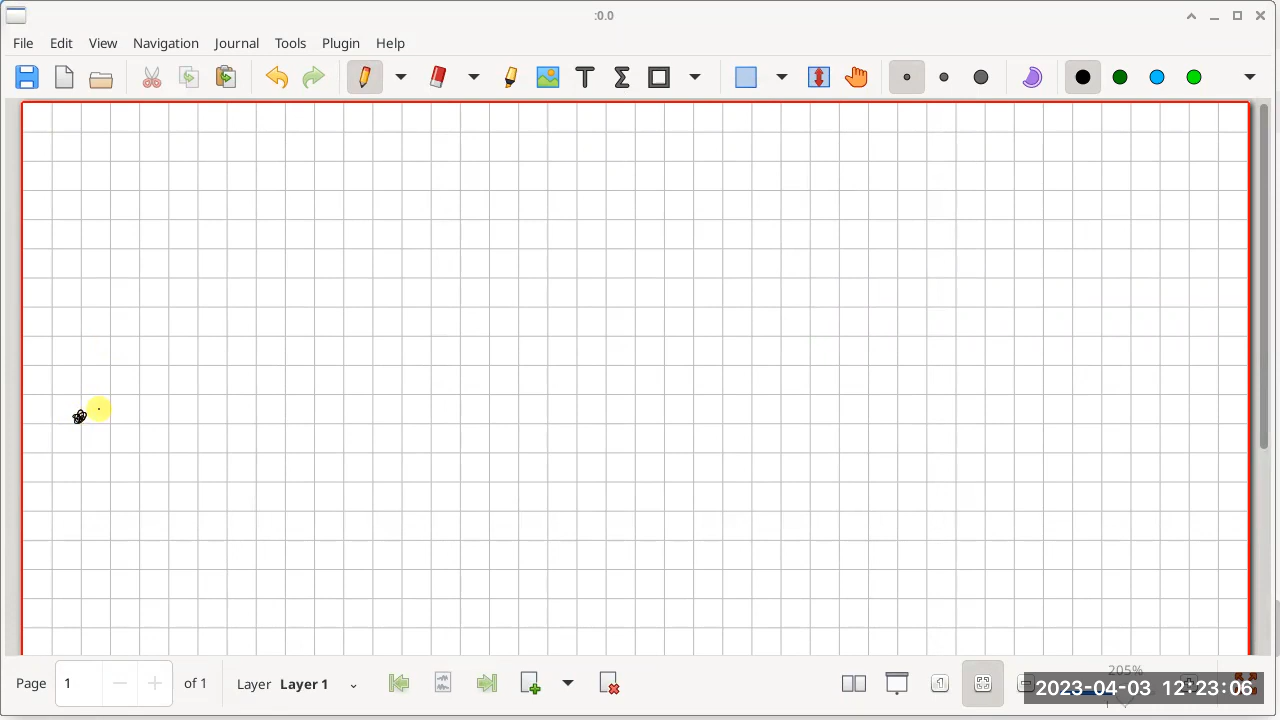 :0.0
File Edit View Navigation Journal Tools Plugin Help
Page 1 of 1 Layer Layer 1 205%
2023-04-03 12:23:06